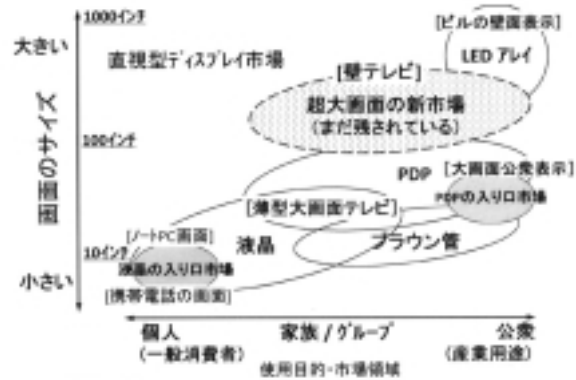 1000インチ
[ビルの壁面表示]
大きい
直視型ディスプレイ市場
LED アレイ
[壁テレビ]
超大画面の新市場
(まだ残されている)
100インチ
画面のサイズ
PDP
[大画面公衆表示]
PDPの入り口市場
[薄型大画面テレビ]
[ノートPC画面]
液晶
ブラウン管
10インチ
液晶の入り口市場
小さい
[携帯電話の画面]
個人
家族 / グループ
公衆
(一般消費者)
(産業用途)
使用目的・市場領域